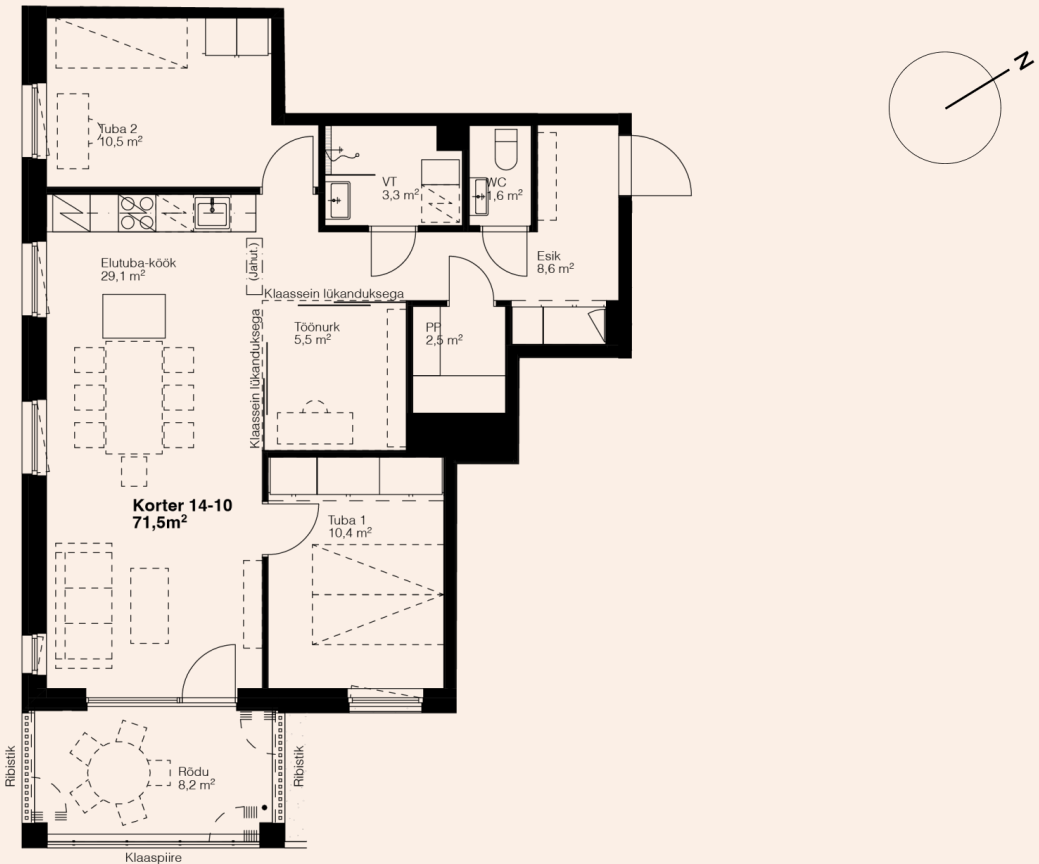 N
Tuba 2
10,5 m²
VT
3,3 m²
WC
1,6 m²
Esik
8,6 m²
Elutuba-köök
29,1 m²
(Jahut.)
Klaassein lükanduksega
Klaassein lükanduksega
Töönurk
5,5 m²
PP
2,5 m²
Korter 14-10
71,5m²
Tuba 1
10,4 m²
Ribistik
Rõdu
8,2 m²
Ribistik
Klaaspiire